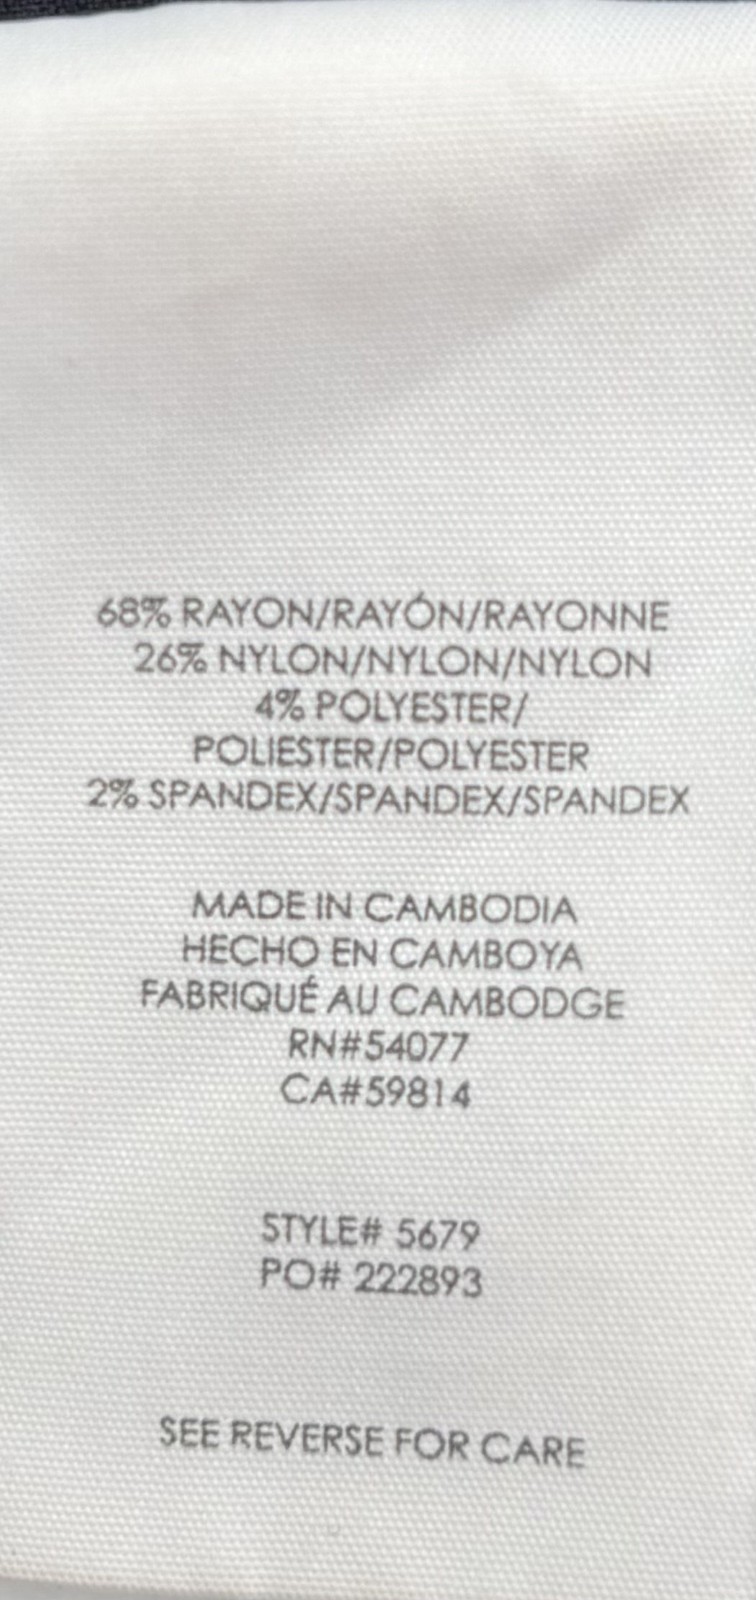 68% RAYON/RAYÓN/RAYONNE
26% NYLON/NYLON/NYLON
4% POLYESTER/
POLIESTER/POLYESTER
2% SPANDEX/SPANDEX/SPANDEX
MADE IN CAMBODIA
HECHO EN CAMBOYA
FABRIQUÉ AU CAMBODGE
RN#54077
CA#59814
STYLE# 5679
PO# 222893
SEE REVERSE FOR CARE